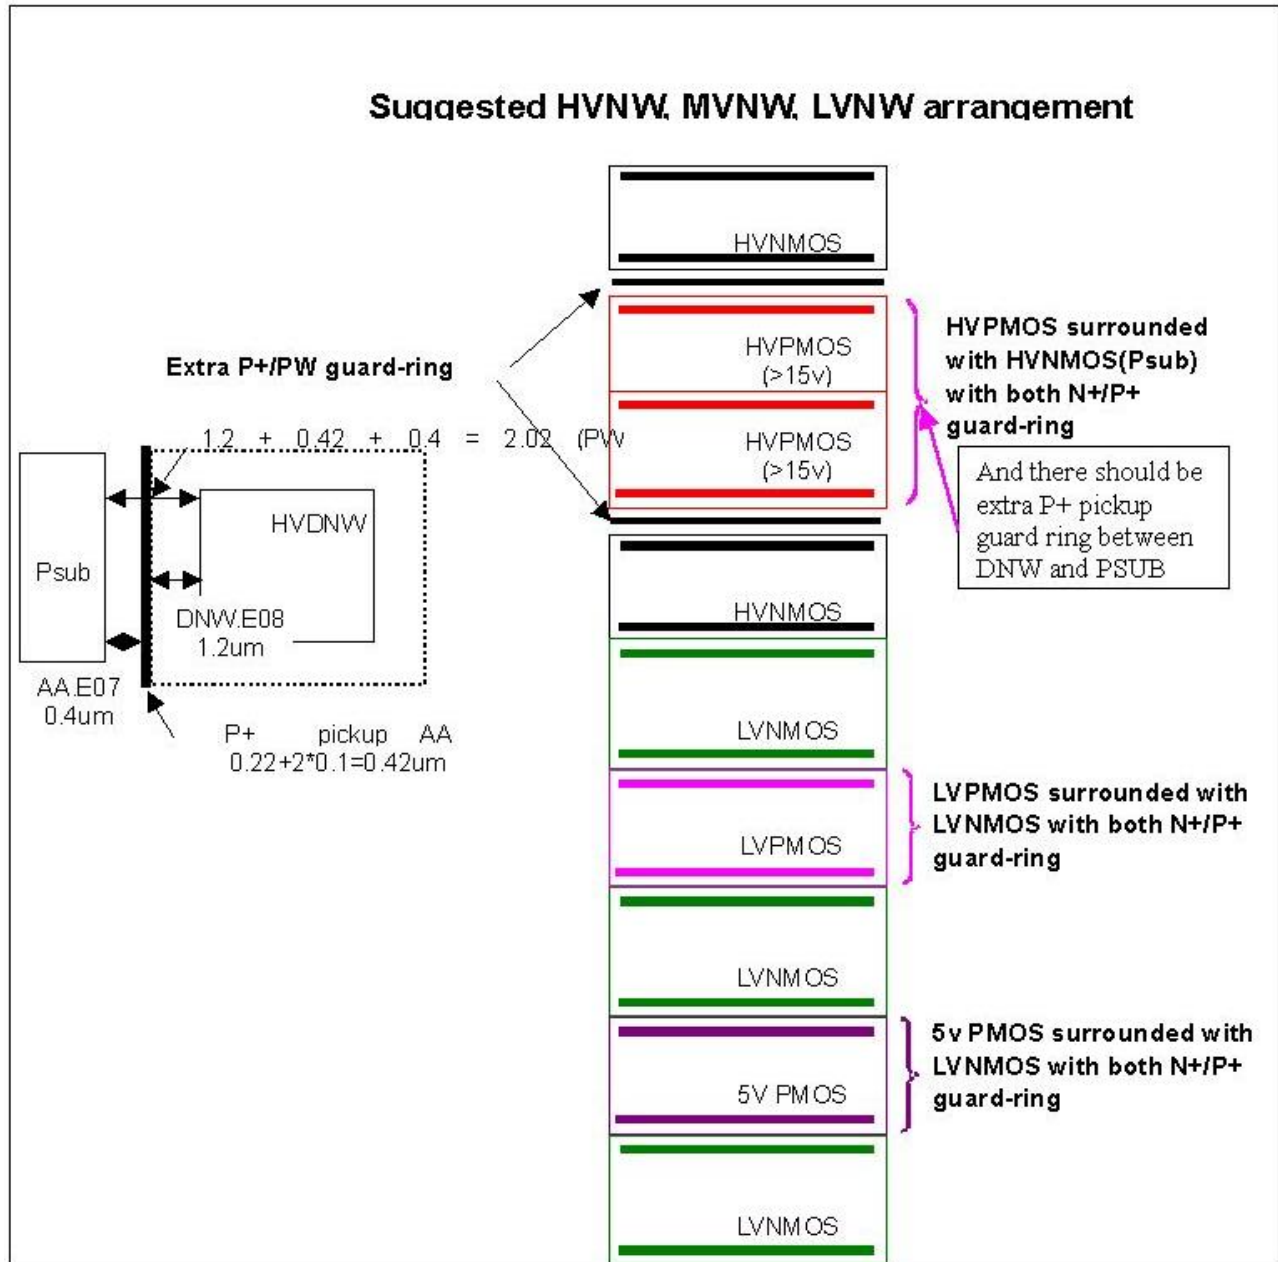 Suggested HVNW, MVNW, LVNW arrangement
HVNMOS
Extra P+/PW guard-ring
HVPMOS
(>15v)
HVPMOS surrounded
with HVNMOS(Psub)
with both N+/P+
guard-ring
1.2 + 0.42 + 0.4 = 2.02 (PW
HVPMOS
(>15v)
And there should be
extra P+ pickup
guard ring between
DNW and PSUB
Psub
HVDNW
DNW.E08
1.2um
AA.E07
0.4um
P+ pickup AA
0.22+2*0.1=0.42um
HVNMOS
LVNMOS
LVPMOS
LVPMOS surrounded with
LVNMOS with both N+/P+
guard-ring
LVNMOS
5V PMOS
5v PMOS surrounded with
LVNMOS with both N+/P+
guard-ring
LVNMOS